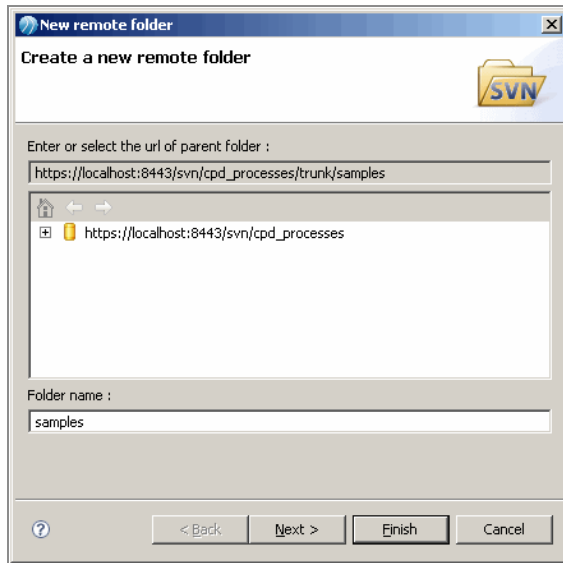 New remote folder
Create a new remote folder
SVN
Enter or select the url of parent folder :
https://localhost:8443/svn/cpd_processes/trunk/samples
https://localhost:8443/svn/cpd_processes
Folder name :
samples
? < Back Next > Finish Cancel